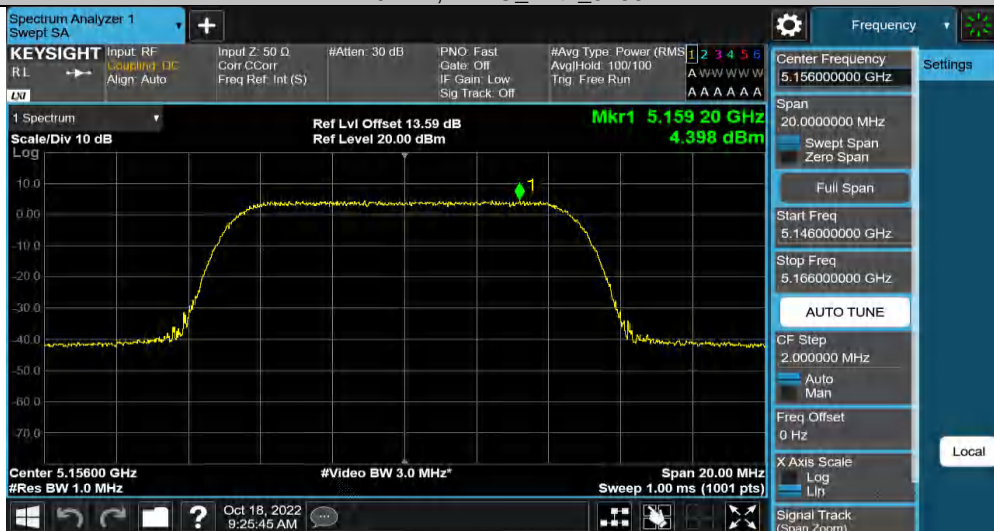 Spectrum Analyzer 1
Swept SA
+
Frequency
KEYSIGHT
RL
LXI
Input: RF
Coupling: DC
Align: Auto
Input Z: 50 Ω
Corr CCorr
Freq Ref: Int (S)
#Atten: 30 dB
PNO: Fast
Gate: Off
IF Gain: Low
Sig Track: Off
#Avg Type: Power (RMS
Avg|Hold: 100/100
Trig: Free Run
1 2 3 4 5 6
A W W W W W
A A A A A A
1 Spectrum
Scale/Div 10 dB
Log
Ref Lvl Offset 13.59 dB
Ref Level 20.00 dBm
Mkr1 5.159 20 GHz
4.398 dBm
1
10.0
0.00
-10.0
-20.0
-30.0
-40.0
-50.0
-60.0
-70.0
Center 5.15600 GHz
#Res BW 1.0 MHz
#Video BW 3.0 MHz*
Span 20.00 MHz
Sweep 1.00 ms (1001 pts)
Center Frequency
5.156000000 GHz
Span
20.0000000 MHz
Swept Span
Zero Span
Full Span
Start Freq
5.146000000 GHz
Stop Freq
5.166000000 GHz
AUTO TUNE
CF Step
2.000000 MHz
Auto
Man
Freq Offset
0 Hz
X Axis Scale
Log
Lin
Signal Track
(Span Zoom)
Settings
Local
?
Oct 18, 2022
9:25:45 AM